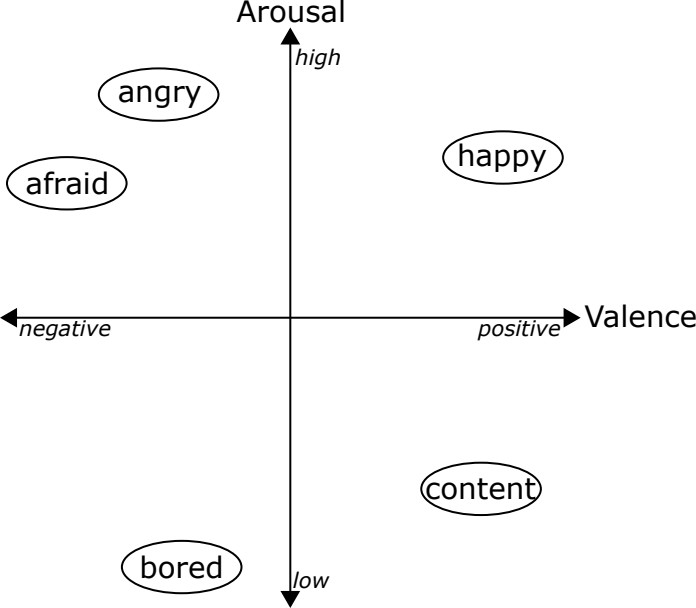 Arousal
high
angry
happy
afraid
Valence
negative
positive
content
bored
low